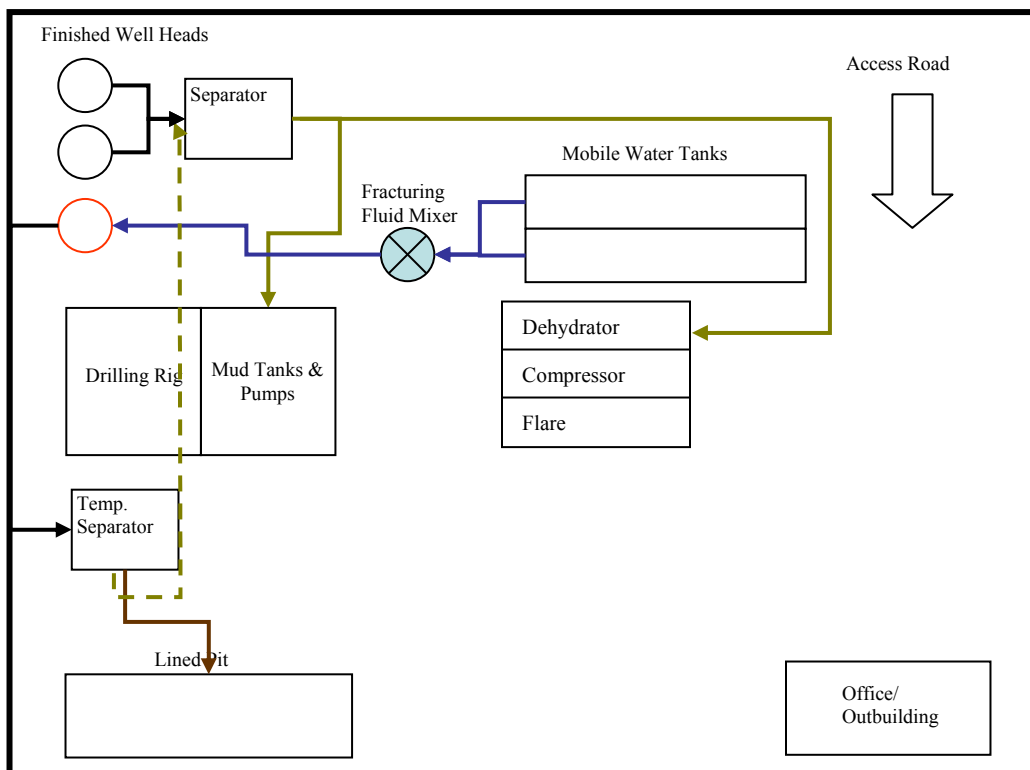 Finished Well Heads
Access Road
Separator
Mobile Water Tanks
Fracturing
Fluid Mixer
Dehydrator
Drilling Rig
Mud Tanks &
Pumps
Compressor
Flare
Temp.
Separator
Lined Pit
Office/
Outbuilding